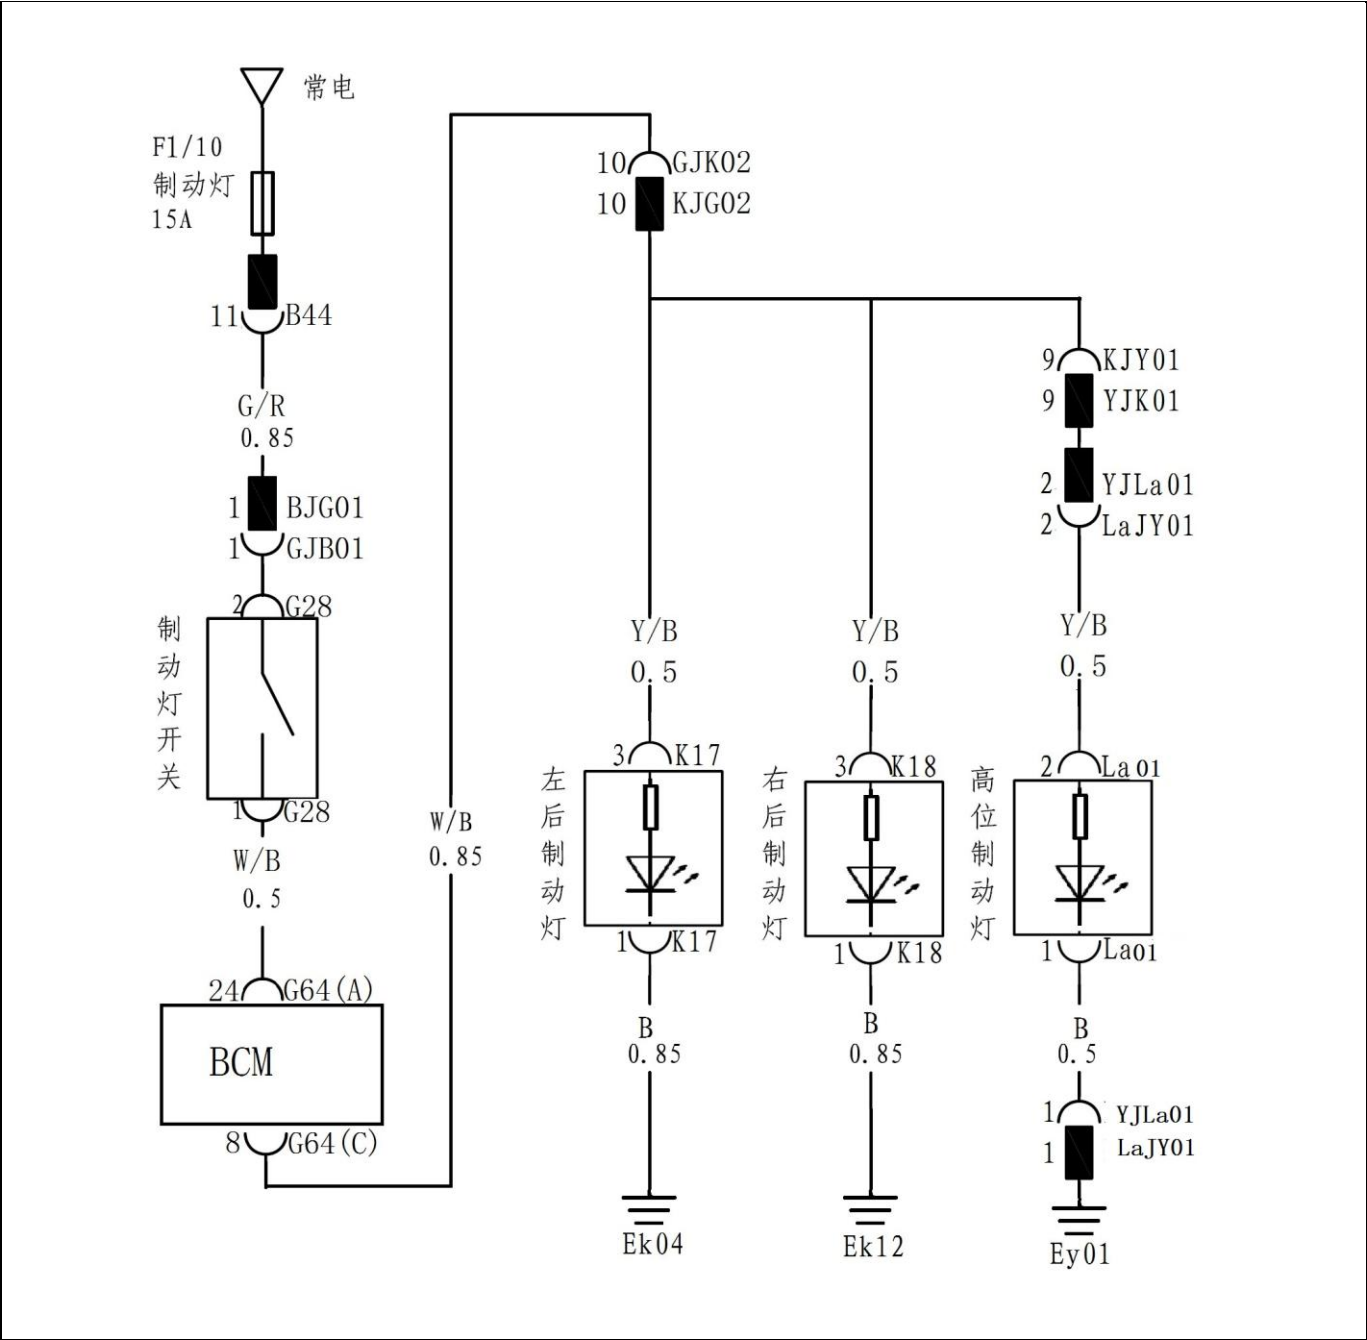 常电
F1/10
制动灯
15A
11 B44
G/R
0.85
1 BJG01
1 GJB01
2 G28
制动灯开关
1 G28
W/B
0.5
24 G64(A)
BCM
8 G64(C)
W/B
0.85
10 GJK02
10 KJG02
9 KJY01
9 YJK01
2 YJLa01
2 LaJY01
Y/B
0.5
Y/B
0.5
Y/B
0.5
3 K17
左后制动灯
1 K17
3 K18
右后制动灯
1 K18
2 La01
高位制动灯
1 La01
B
0.85
B
0.85
B
0.5
1 YJLa01
1 LaJY01
Ek04
Ek12
Ey01